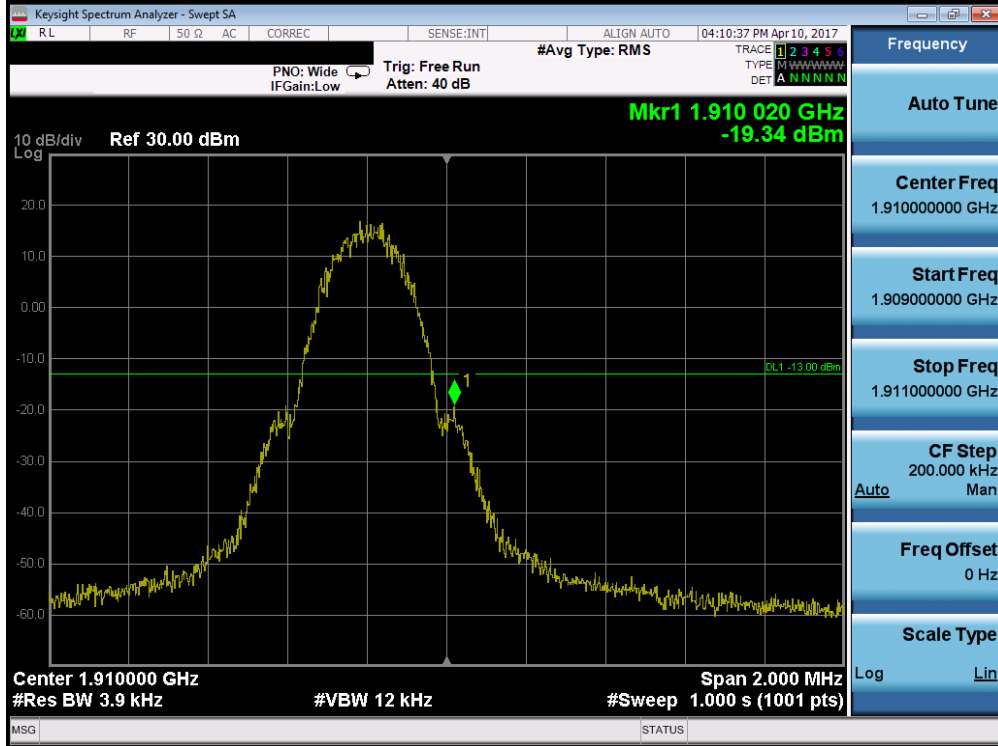 Keysight Spectrum Analyzer - Swept SA
LXI RL RF 50 Ω AC CORREC SENSE:INT ALIGN AUTO 04:10:37 PM Apr 10, 2017
#Avg Type: RMS TRACE 1 2 3 4 5 6
PNO: Wide Trig: Free Run TYPE M WWWWW
IFGain:Low Atten: 40 dB DET A N N N N N
Mkr1 1.910 020 GHz
-19.34 dBm
10 dB/div Ref 30.00 dBm
Log
20.0
10.0
0.00
-10.0
DL1 -13.00 dBm
1
-20.0
-30.0
-40.0
-50.0
-60.0
Center 1.910000 GHz Span 2.000 MHz
#Res BW 3.9 kHz #VBW 12 kHz #Sweep 1.000 s (1001 pts)
MSG STATUS
Frequency
Auto Tune
Center Freq
1.910000000 GHz
Start Freq
1.909000000 GHz
Stop Freq
1.911000000 GHz
CF Step
200.000 kHz
Auto Man
Freq Offset
0 Hz
Scale Type
Log Lin